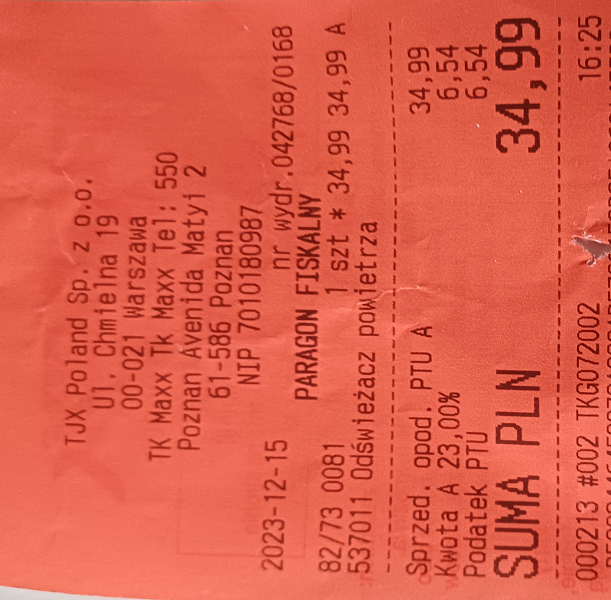 TJX Poland Sp. z o.o.
Ul. Chmielna 19
00-021 Warszawa
TK Maxx Tk Maxx Tel: 550
Poznan Avenida Matyi 2
61-586 Poznan
NIP 7010180987
2023-12-15 nr wydr.042768/0168
PARAGON FISKALNY
82/73 0081 1 szt * 34,99 34,99 A
537011 Odświeżacz powietrza
Sprzed. opod. PTU A 34,99
Kwota A 23,00% 6,54
Podatek PTU 6,54
SUMA PLN 34,99
000213 #002 TKG072002 16:25